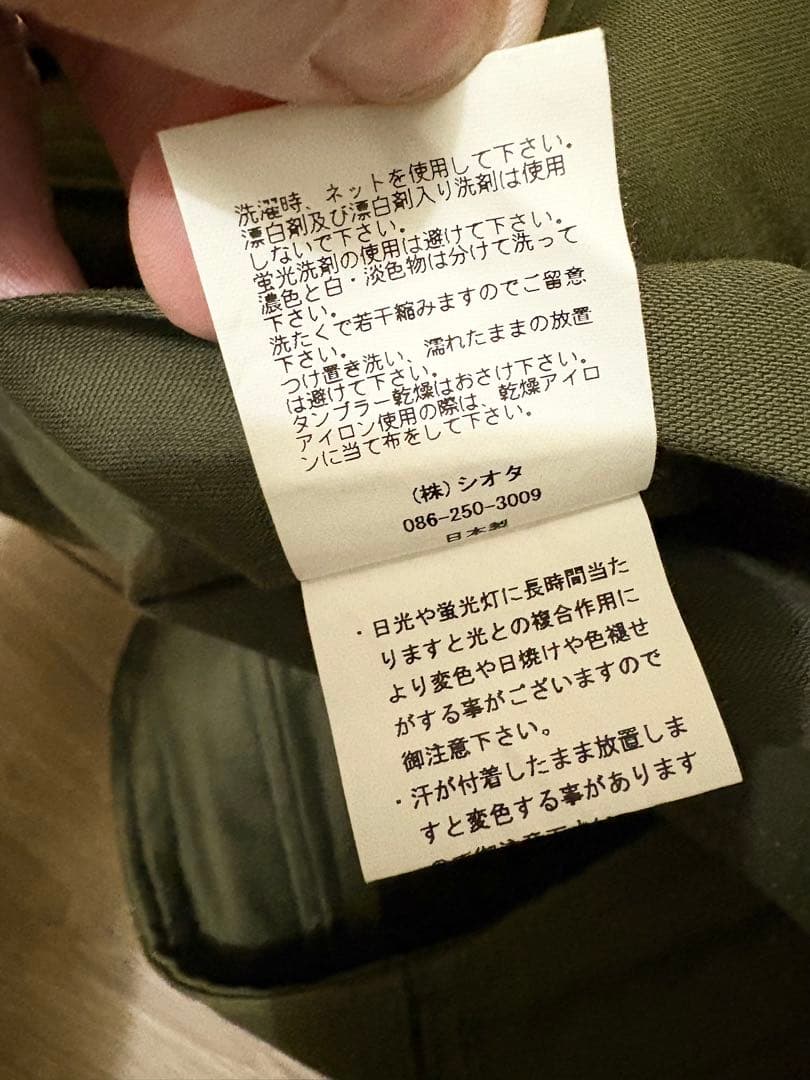 洗濯時、ネットを使用して下さい。
漂白剤及び漂白剤入り洗剤は使用
しないで下さい。
蛍光洗剤の使用は避けて下さい。
濃色と白・淡色物は分けて洗って
下さい。
洗たくで若干縮みますのでご留意
下さい。
つけ置き洗い、濡れたままの放置
は避けて下さい。
タンブラー乾燥はおさけ下さい。
アイロン使用の際は、乾燥アイロ
ンに当て布をして下さい。
(株)シオタ
086-250-3009
日本製
・日光や蛍光灯に長時間当た
りますと光との複合作用に
より変色や日焼けや色褪せ
がする事がございますので
御注意下さい。
・汗が付着したまま放置しま
すと変色する事があります